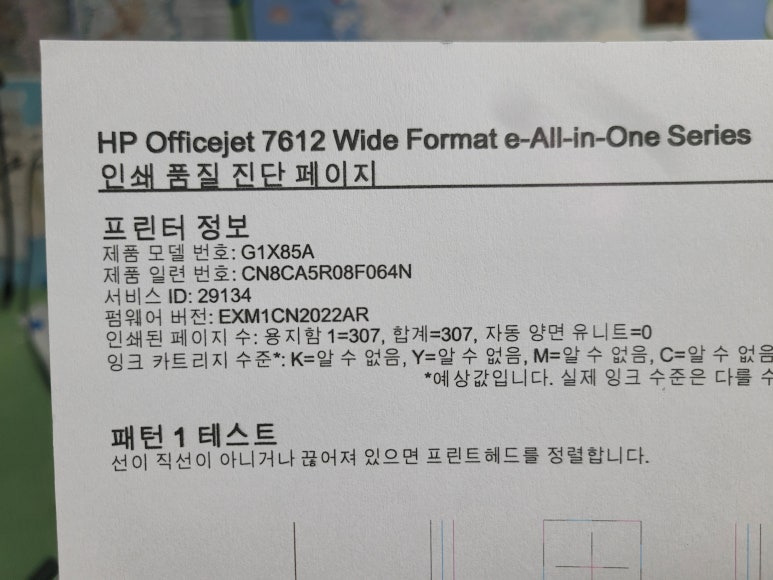 HP Officejet 7612 Wide Format e-All-in-One Series
인쇄 품질 진단 페이지
프린터 정보
제품 모델 번호: G1X85A
제품 일련 번호: CN8CA5R08F064N
서비스 ID: 29134
펌웨어 버전: EXM1CN2022AR
인쇄된 페이지 수: 용지함 1=307, 합계=307, 자동 양면 유니트=0
잉크 카트리지 수준*: K=알 수 없음, Y=알 수 없음, M=알 수 없음, C=알 수 없음
*예상값입니다. 실제 잉크 수준은 다를 수
패턴 1 테스트
선이 직선이 아니거나 끊어져 있으면 프린트헤드를 정렬합니다.